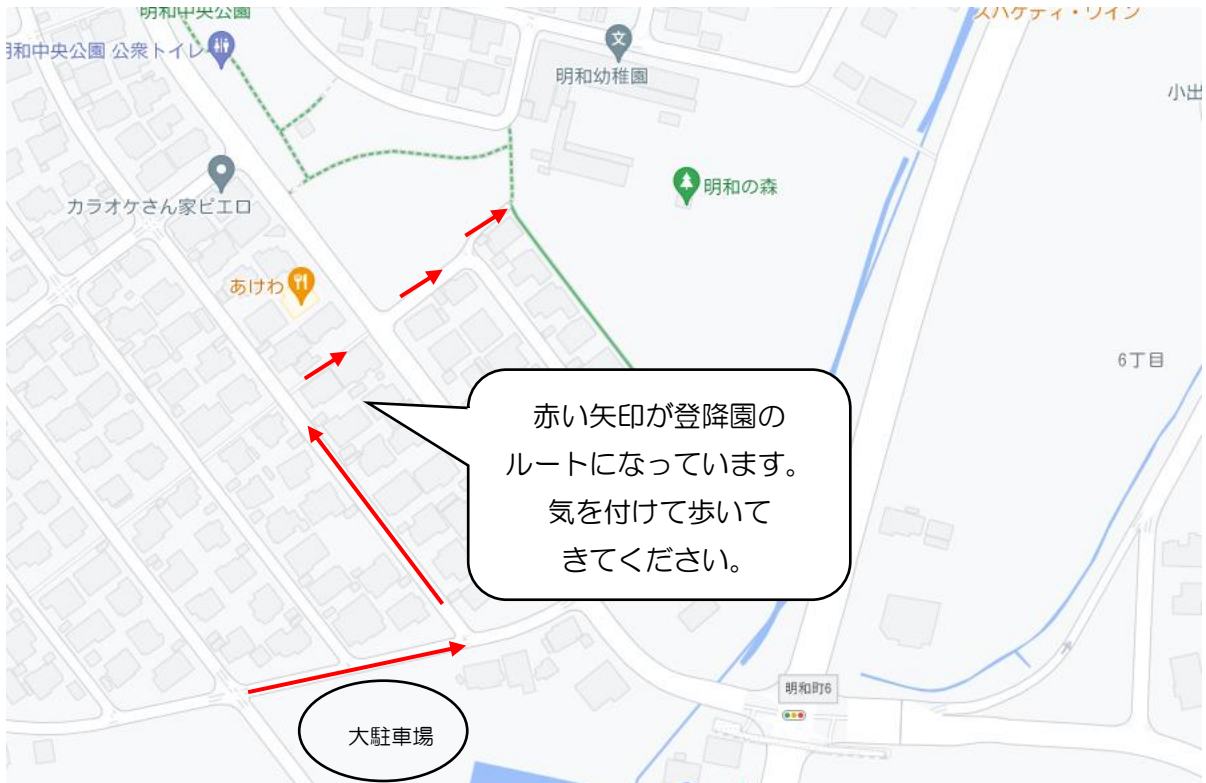 明和中央公園
スパゲティ・ワイン
明和中央公園 公衆トイレ
文
明和幼稚園
小出
明和の森
カラオケさん家ピエロ
あけわ
6丁目
赤い矢印が登降園の
ルートになっています。
気を付けて歩いて
きてください。
明和町6
大駐車場